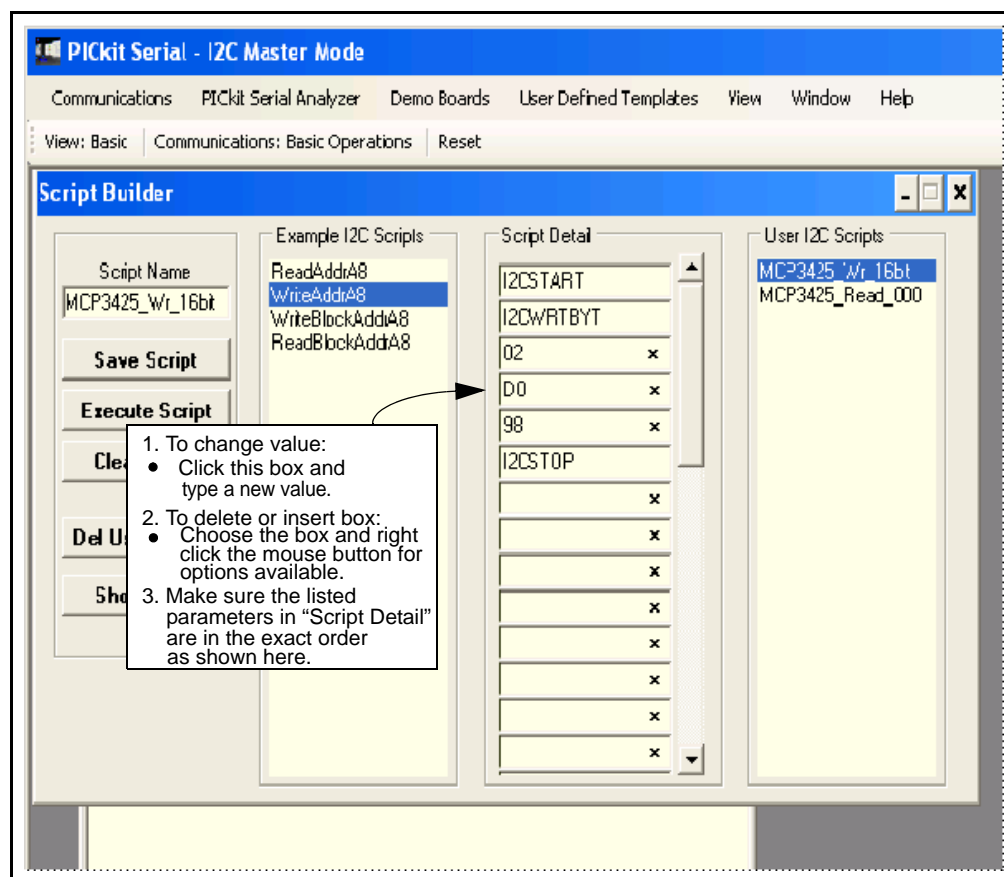 PICkit Serial - I2C Master Mode
Communications PICkit Serial Analyzer Demo Boards User Defined Templates View Window Help
View: Basic Communications: Basic Operations Reset
Script Builder
Script Name
MCP3425_Wr_16bit
Save Script
Execute Script
Clea
Del U
Sho
Example I2C Scripts
ReadAddrA8
WriteAddrA8
WriteBlockAddrA8
ReadBlockAddrA8
1. To change value:
• Click this box and
type a new value.
2. To delete or insert box:
• Choose the box and right
click the mouse button for
options available.
3. Make sure the listed
parameters in “Script Detail”
are in the exact order
as shown here.
Script Detail
I2CSTART
I2CWRTBYT
02 x
D0 x
98 x
I2CSTOP
x
x
x
x
x
x
x
x
User I2C Scripts
MCP3425_Wr_16bit
MCP3425_Read_000